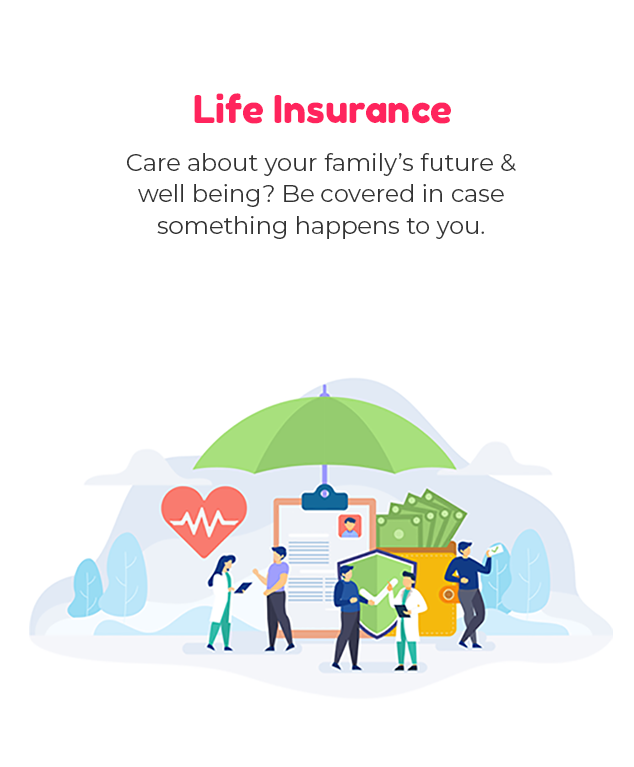 Life Insurance
Care about your family’s future &
well being? Be covered in case
something happens to you.